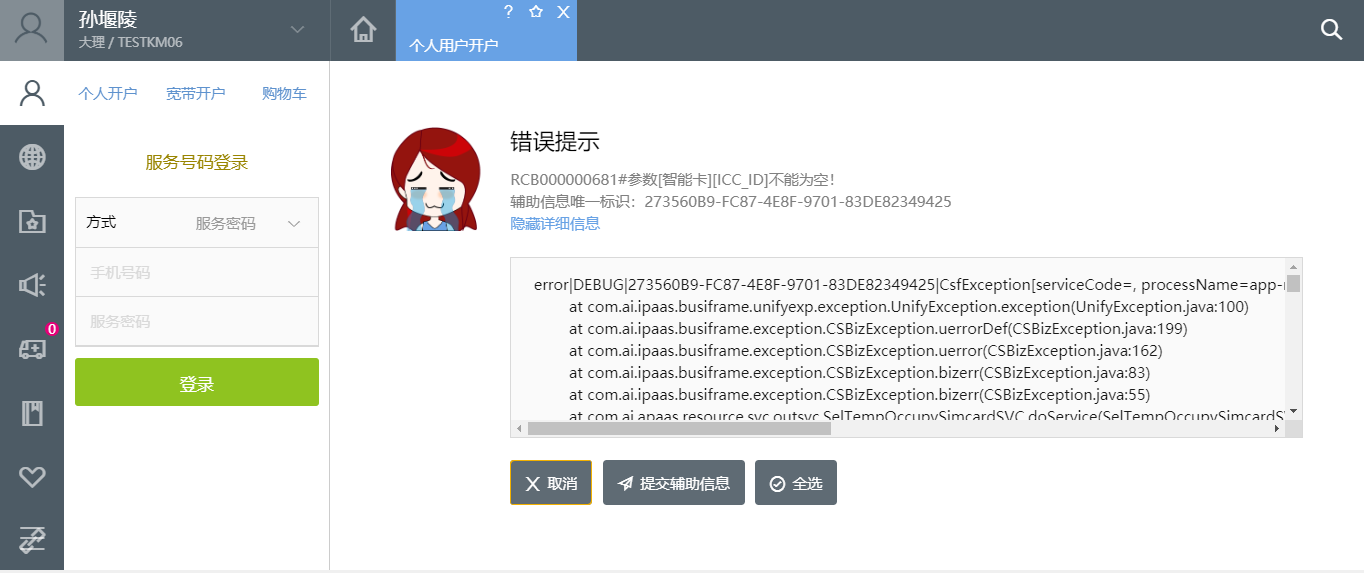 孙堰陵
大理 / TESTKM06
? X
个人用户开户
个人开户 宽带开户 购物车
服务号码登录
方式 服务密码
手机号码
服务密码
登录
0
错误提示
RCB000000681#参数[智能卡][ICC_ID]不能为空!
辅助信息唯一标识：273560B9-FC87-4E8F-9701-83DE82349425
隐藏详细信息
error|DEBUG|273560B9-FC87-4E8F-9701-83DE82349425|CsfException[serviceCode=, processName=app-
at com.ai.ipaas.busiframe.unifyexp.exception.UnifyException.exception(UnifyException.java:100)
at com.ai.ipaas.busiframe.exception.CSBizException.uerrorDef(CSBizException.java:199)
at com.ai.ipaas.busiframe.exception.CSBizException.uerror(CSBizException.java:162)
at com.ai.ipaas.busiframe.exception.CSBizException.bizerr(CSBizException.java:83)
at com.ai.ipaas.busiframe.exception.CSBizException.bizerr(CSBizException.java:55)
at com.ai.apaas.resource.svc.outsvc.SelTempOccupySimcardSVC.doService(SelTempOccupySimcardSV
X 取消 提交辅助信息 全选